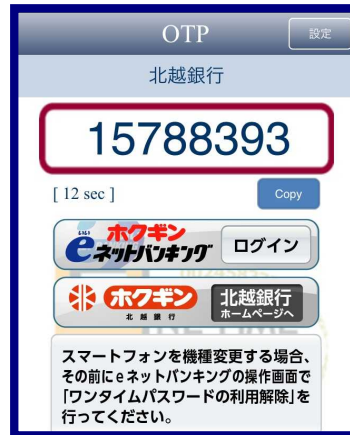 OTP
設定
北越銀行
15788393
[ 12 sec ]
Copy
いい
ホクギン
eネットバンキング
ログイン
ホクギン
北越銀行
北越銀行
ホームページへ
スマートフォンを機種変更する場合、
その前にeネットバンキングの操作画面で
「ワンタイムパスワードの利用解除」を
行ってください。